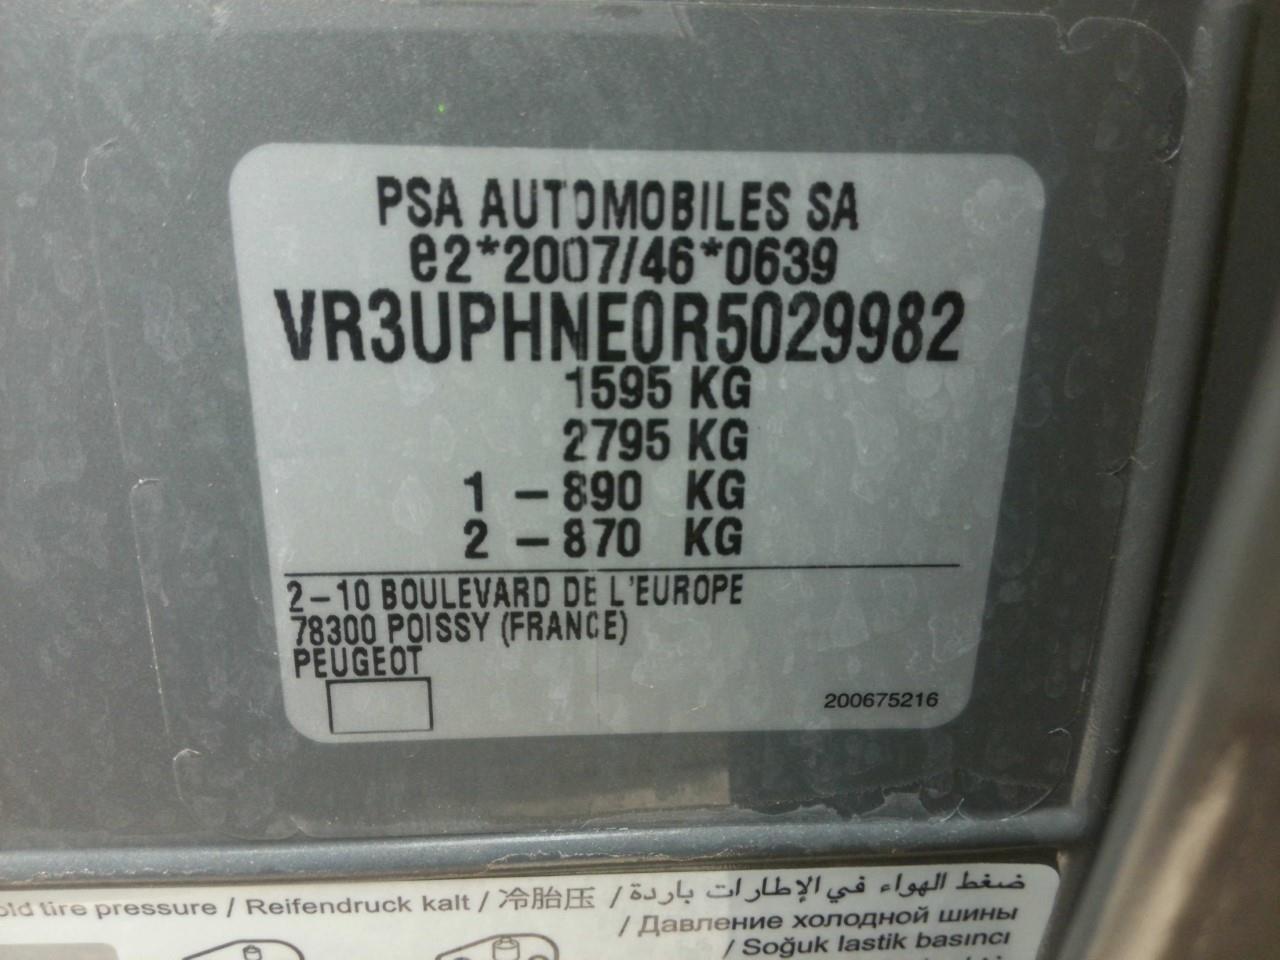 PSA AUTOMOBILES SA
e2*2007/46*0639
VR3UPHNE0R5029982
1595 KG
2795 KG
1 - 890 KG
2 - 870 KG
2-10 BOULEVARD DE L'EUROPE
78300 POISSY (FRANCE)
PEUGEOT
200675216
old tire pressure / Reifendruck kalt / 冷胎压 / ضغط الهواء في الإطارات باردة
/ Давление холодной шины
/ Soğuk lastik basıncı